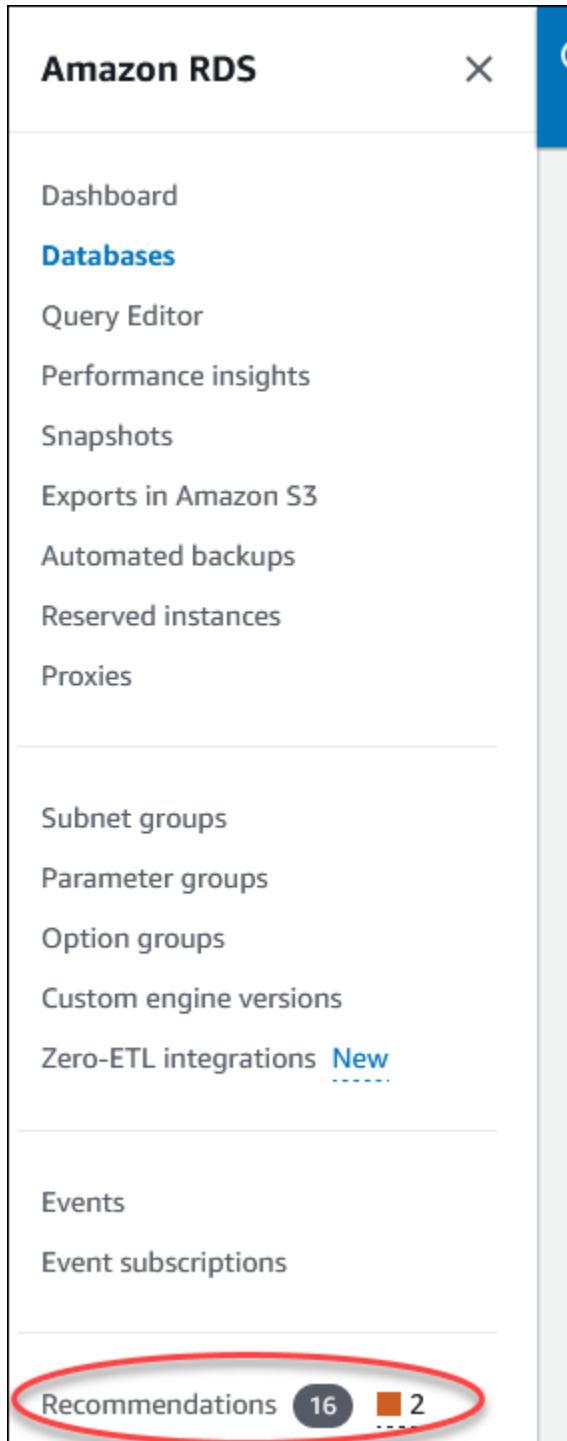 Amazon RDS
Dashboard
Databases
Query Editor
Performance insights
Snapshots
Exports in Amazon S3
Automated backups
Reserved instances
Proxies
Subnet groups
Parameter groups
Option groups
Custom engine versions
Zero-ETL integrations New
Events
Event subscriptions
Recommendations 16 2